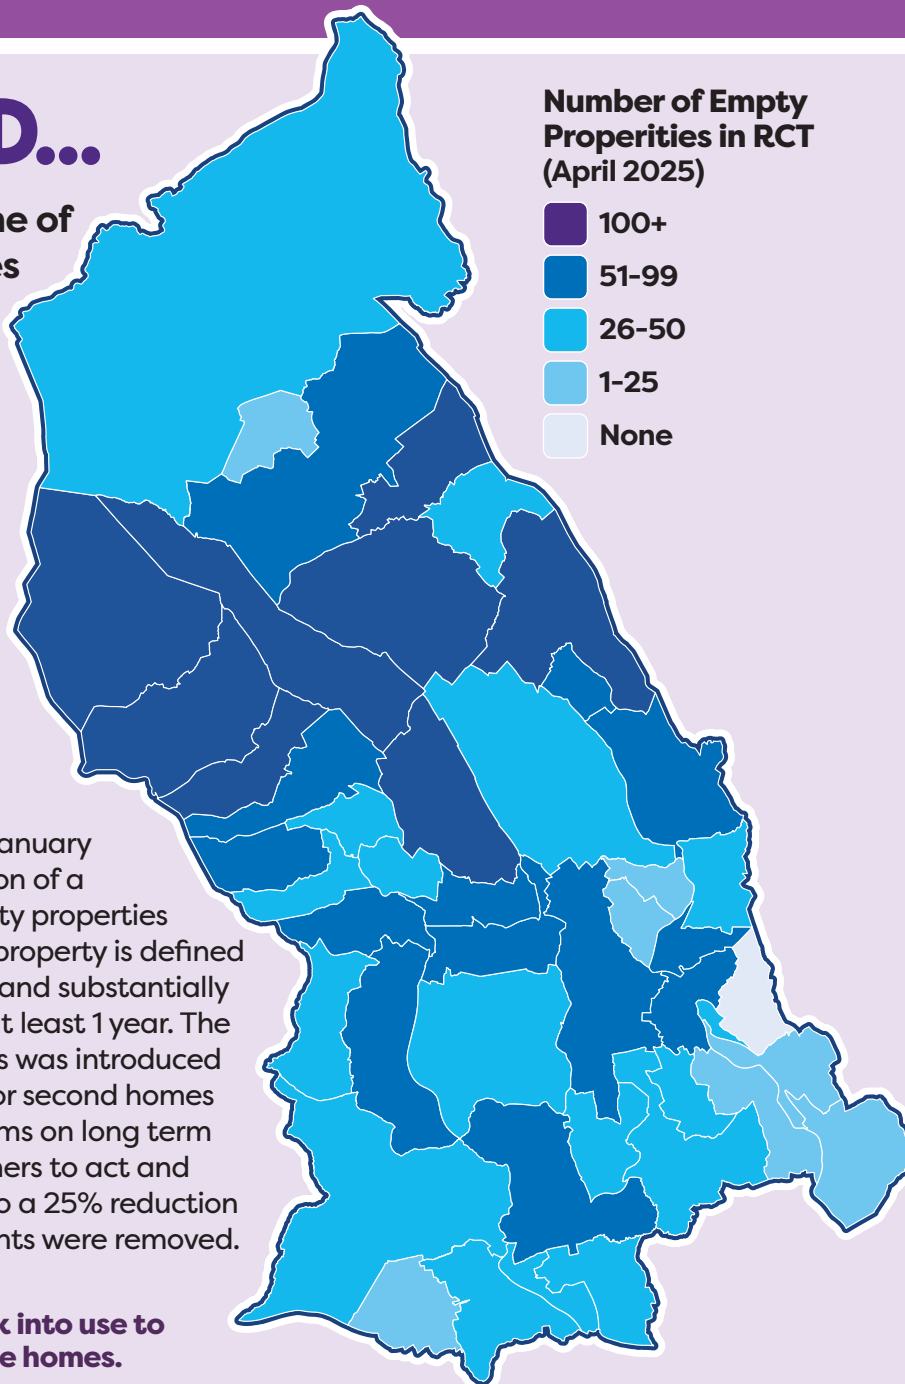 D...
ne of
es
Number of Empty
Properities in RCT
(April 2025)
100+
51-99
26-50
1-25
None
anuary
on of a
ty properties
property is defined
and substantially
t least 1 year. The
s was introduced
or second homes
ms on long term
ners to act and
o a 25% reduction
nts were removed.
k into use to
e homes.